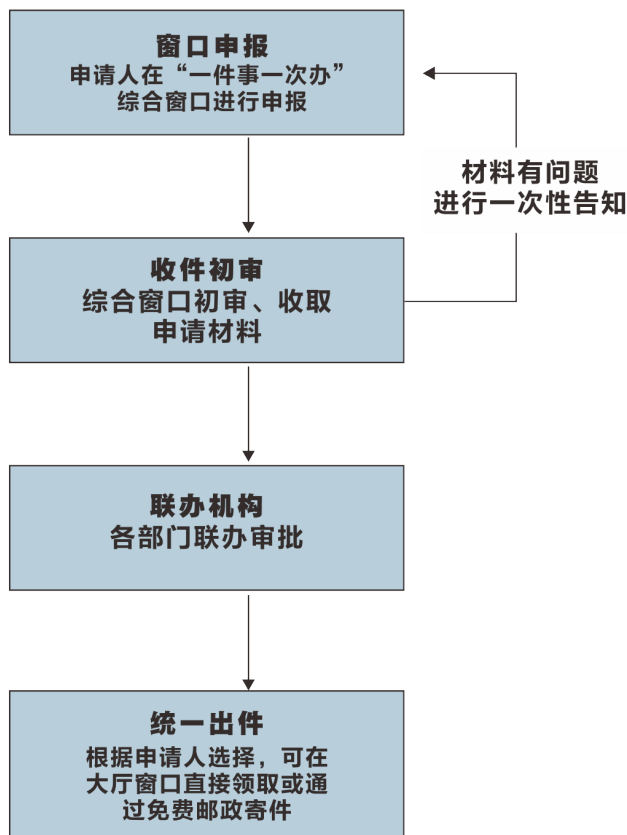 窗口申报
申请人在“一件事一次办”
综合窗口进行申报
材料有问题
进行一次性告知
收件初审
综合窗口初审、收取
申请材料
联办机构
各部门联办审批
统一出件
根据申请人选择，可在
大厅窗口直接领取或通
过免费邮政寄件